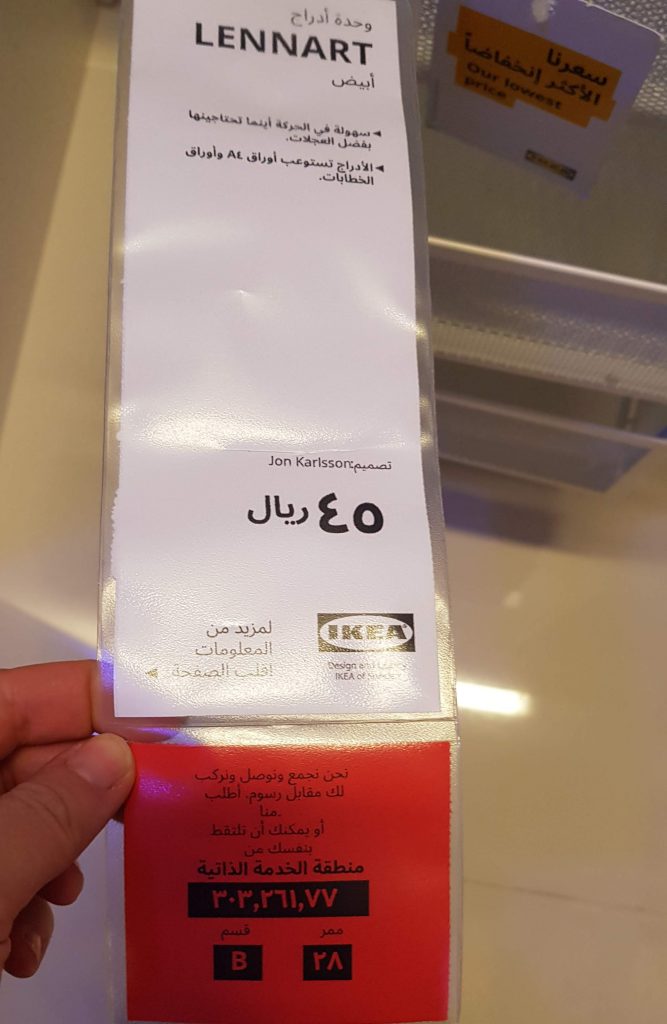 وحدة أدراج
LENNART
أبيض
◄سهولة في الحركة أينما تحتاجينها
بفضل العجلات.
◄الأدراج تستوعب أوراق A٤ وأوراق
الخطابات.
تصميم:Jon Karlsson
٤٥ ريال
لمزيد من
المعلومات
اقلب الصفحة ◄
IKEA
Design and Quality
IKEA of Sweden
نحن نجمع ونوصل ونركب
لك مقابل رسوم. أطلب
منا.
أو يمكنك أن تلتقط
بنفسك من
منطقة الخدمة الذاتية
٣٠٣,٢٦١,٧٧
ممر قسم
٢٨ B
سعرنا
الأكثر إنخفاضاً
Our lowest
price